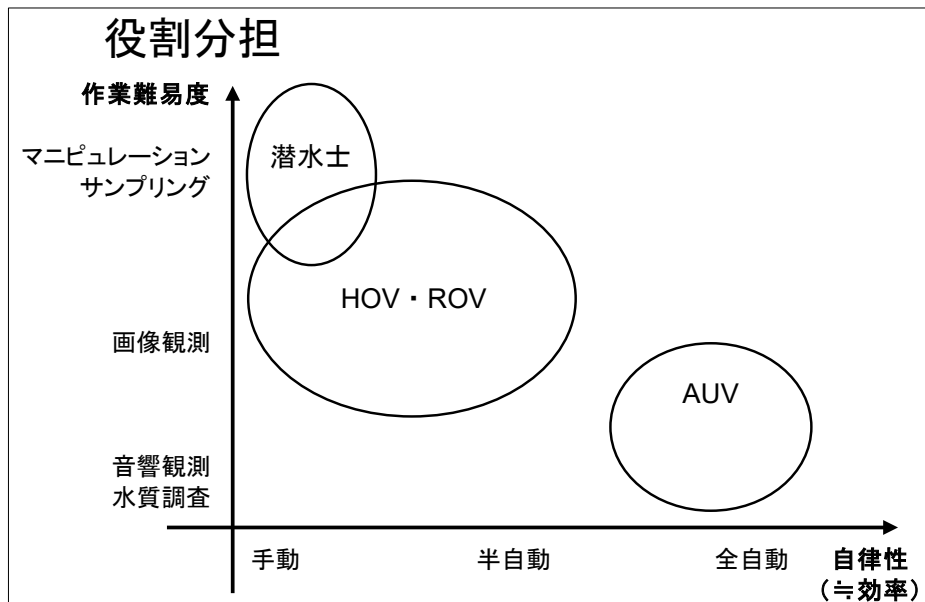 役割分担
作業難易度
マニピュレーション
サンプリング
潜水士
HOV・ROV
画像観測
AUV
音響観測
水質調査
手動
半自動
全自動
自律性
(≒効率)